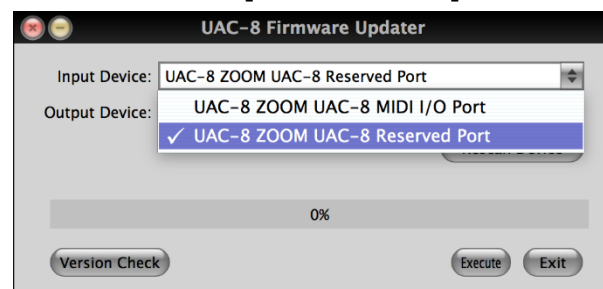 UAC-8 Firmware Updater
Input Device: UAC-8 ZOOM UAC-8 Reserved Port
UAC-8 ZOOM UAC-8 MIDI I/O Port
Output Device:
✓ UAC-8 ZOOM UAC-8 Reserved Port
0%
Version Check Execute Exit